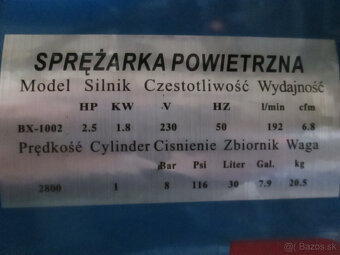 SPRĘŻARKA POWIETRZNA
Model Silnik Czestotliwość Wydajność
HP KW V HZ l/min cfm
BX-1002 2.5 1.8 230 50 192 6.8
Prędkość Cylinder Cisnienie Zbiornik Waga
Bar Psi Liter Gal. kg
2800 1 8 116 30 7.9 20.5
Bazos.sk